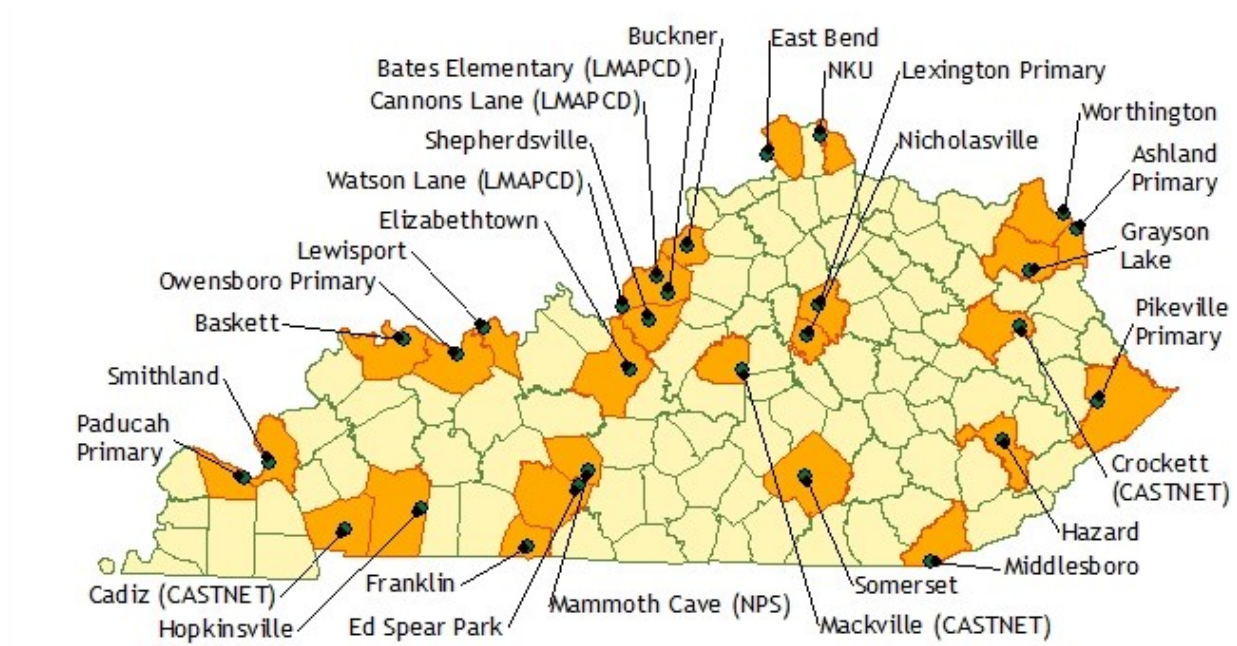 Buckner
East Bend
Bates Elementary (LMAPCD)
NKU
Lexington Primary
Cannons Lane (LMAPCD)
Worthington
Shepherdsville
Nicholasville
Ashland
Primary
Watson Lane (LMAPCD)
Elizabethtown
Grayson
Lake
Lewisport
Owensboro Primary
Pikeville
Primary
Baskett
Smithland
Paducah
Primary
Crockett
(CASTNET)
Hazard
Middlesboro
Franklin
Somerset
Cadiz (CASTNET)
Mammoth Cave (NPS)
Hopkinsville
Ed Spear Park
Mackville (CASTNET)